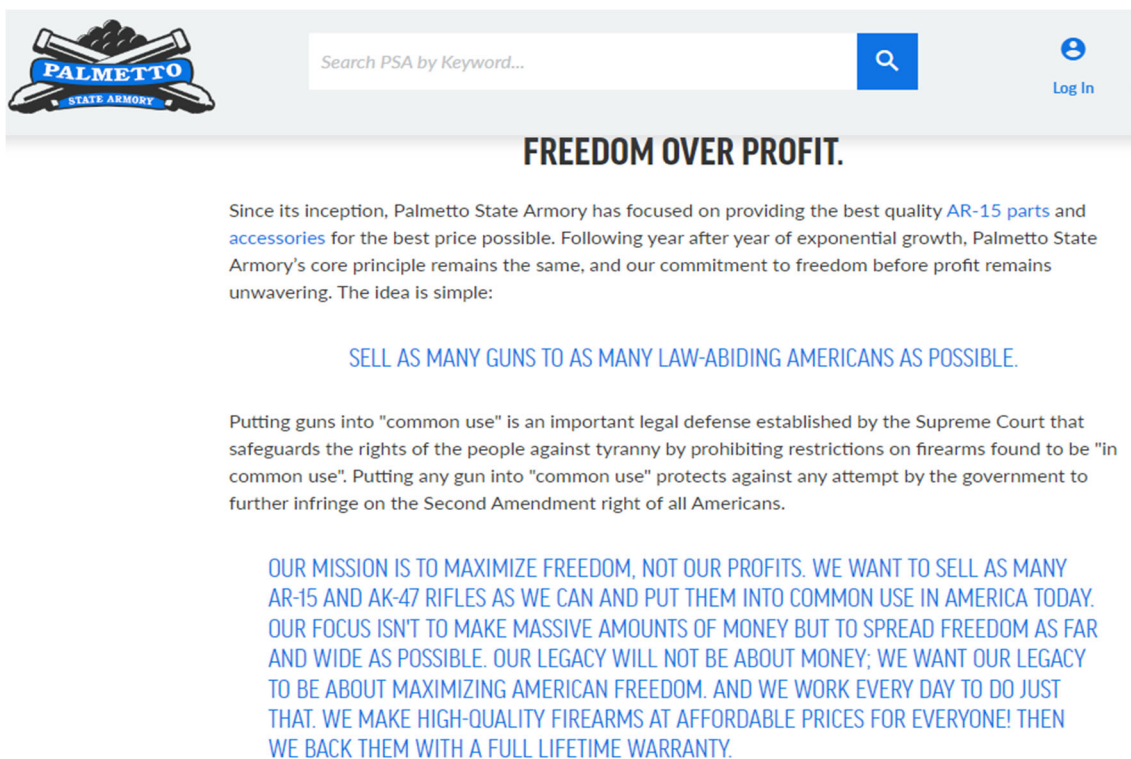 PALMETTO
STATE ARMORY
Search PSA by Keyword...
Log In
FREEDOM OVER PROFIT.
Since its inception, Palmetto State Armory has focused on providing the best quality AR-15 parts and
accessories for the best price possible. Following year after year of exponential growth, Palmetto State
Armory's core principle remains the same, and our commitment to freedom before profit remains
unwavering. The idea is simple:
SELL AS MANY GUNS TO AS MANY LAW-ABIDING AMERICANS AS POSSIBLE.
Putting guns into "common use" is an important legal defense established by the Supreme Court that
safeguards the rights of the people against tyranny by prohibiting restrictions on firearms found to be "in
common use". Putting any gun into "common use" protects against any attempt by the government to
further infringe on the Second Amendment right of all Americans.
OUR MISSION IS TO MAXIMIZE FREEDOM, NOT OUR PROFITS. WE WANT TO SELL AS MANY
AR-15 AND AK-47 RIFLES AS WE CAN AND PUT THEM INTO COMMON USE IN AMERICA TODAY.
OUR FOCUS ISN'T TO MAKE MASSIVE AMOUNTS OF MONEY BUT TO SPREAD FREEDOM AS FAR
AND WIDE AS POSSIBLE. OUR LEGACY WILL NOT BE ABOUT MONEY; WE WANT OUR LEGACY
TO BE ABOUT MAXIMIZING AMERICAN FREEDOM. AND WE WORK EVERY DAY TO DO JUST
THAT. WE MAKE HIGH-QUALITY FIREARMS AT AFFORDABLE PRICES FOR EVERYONE! THEN
WE BACK THEM WITH A FULL LIFETIME WARRANTY.